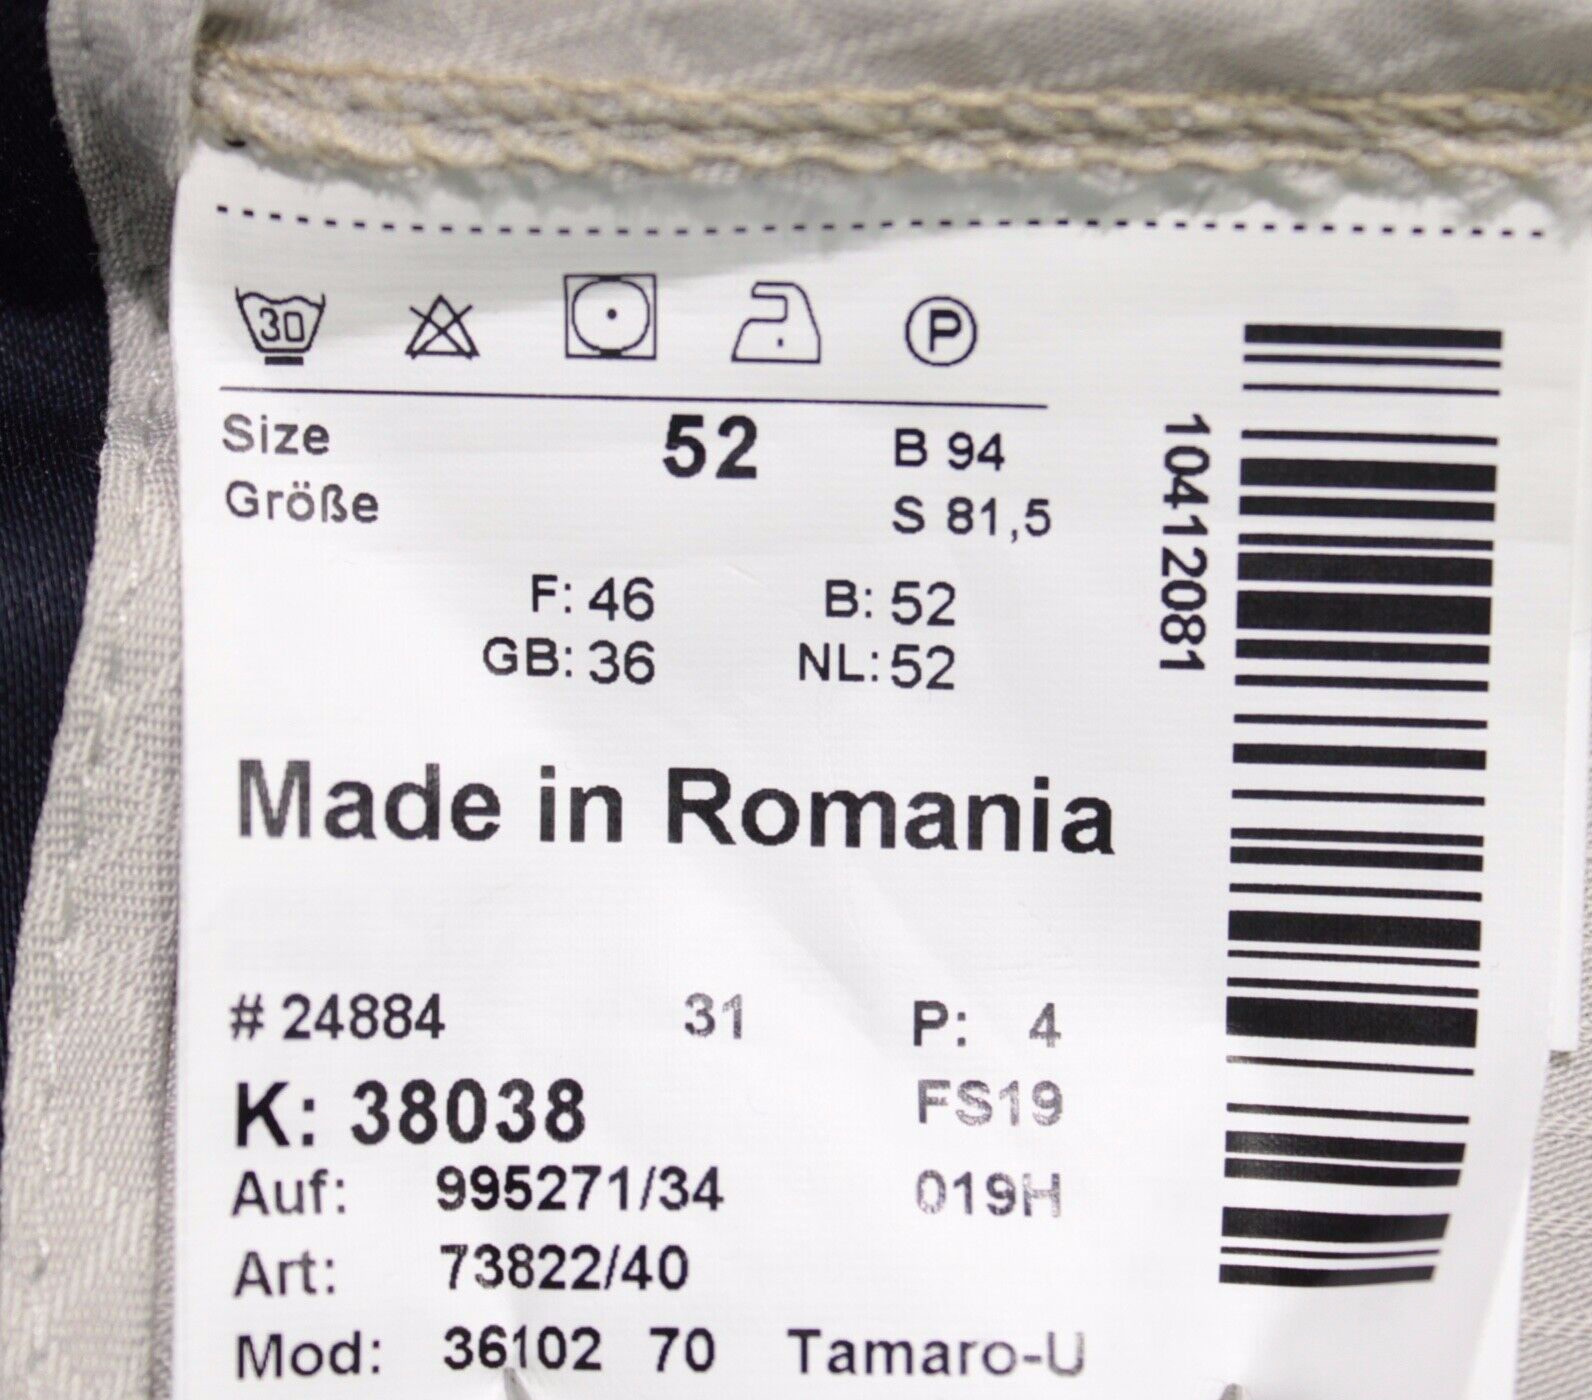 30 P
Size 52 B 94
Größe S 81,5
F: 46 B: 52
GB: 36 NL: 52
Made in Romania
# 24884 31 P: 4
K: 38038 FS19
Auf: 995271/34 019H
Art: 73822/40
Mod: 36102 70 Tamaro-U
10412081